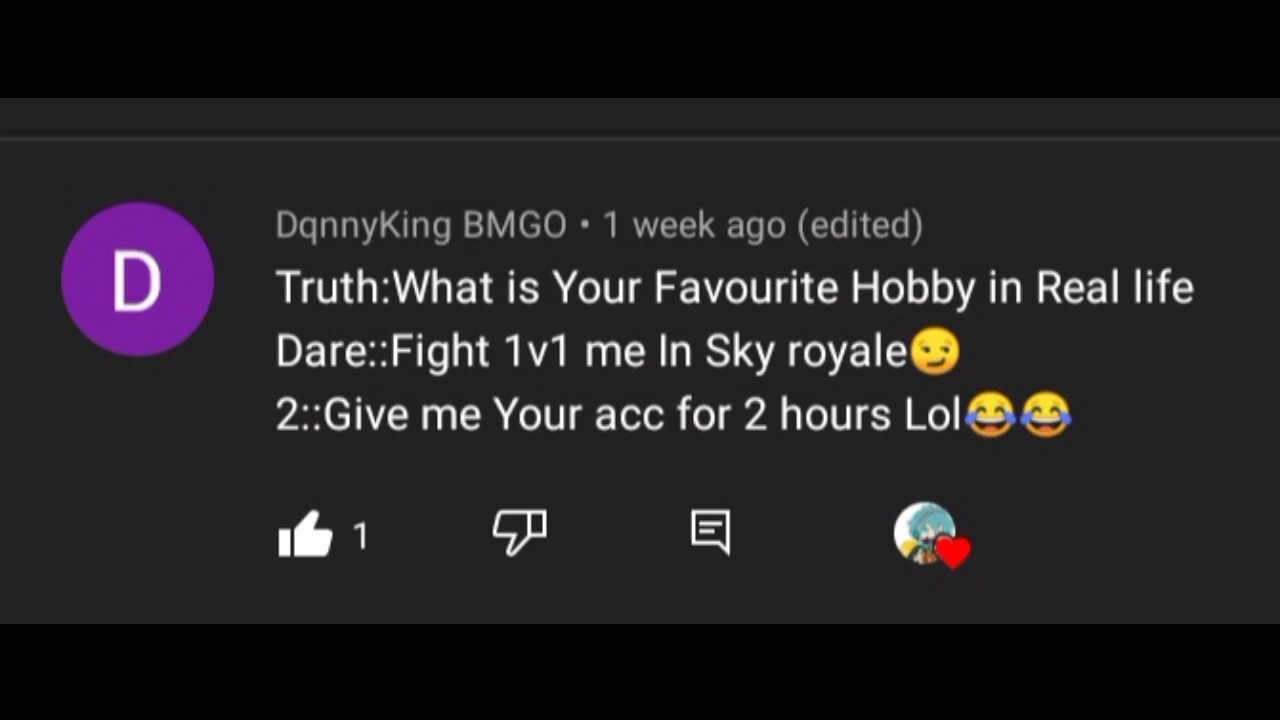 D
DqnnyKing BMGO • 1 week ago (edited)
Truth:What is Your Favourite Hobby in Real life
Dare::Fight 1v1 me In Sky royale😏
2::Give me Your acc for 2 hours Lol😂😂
1